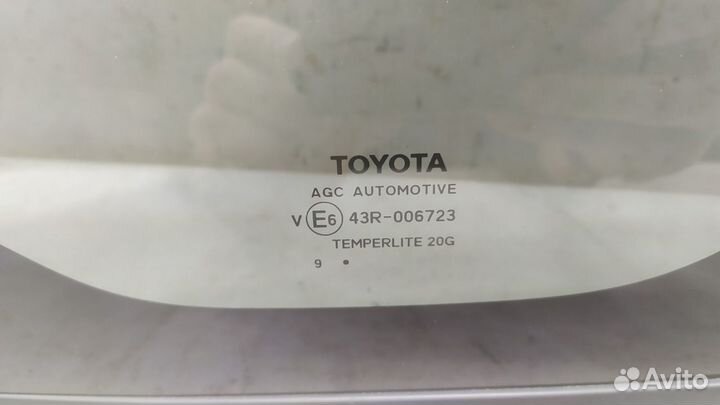 TOYOTA
AGC AUTOMOTIVE
V E6 43R-006723
TEMPERLITE 20G
9 •
Avito